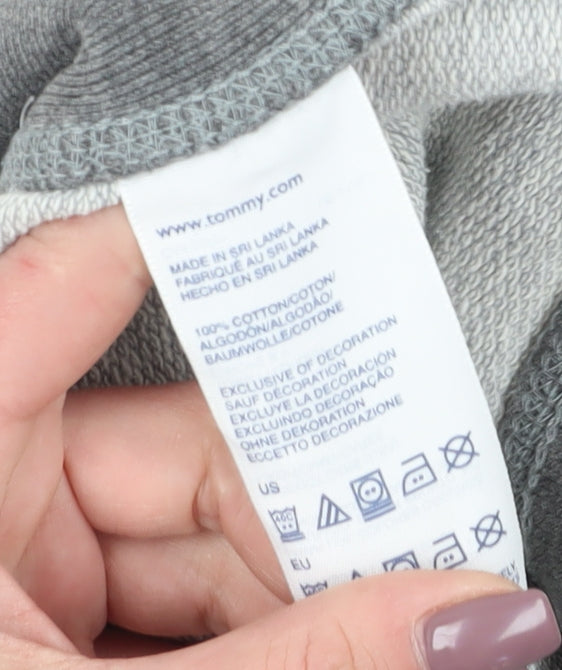 www.tommy.com
MADE IN SRI LANKA
FABRIQUÉ AU SRI LANKA
HECHO EN SRI LANKA
100% COTTON/COTON/
ALGODÓN/ALGODÃO/
BAUMWOLLE/COTONE
EXCLUSIVE OF DECORATION
SAUF DÉCORATION
EXCLUYE LA DECORACIÓN
EXCLUINDO DECORAÇÃO
OHNE DEKORATION
ECCETTO DECORAZIONE
US
40C
EU